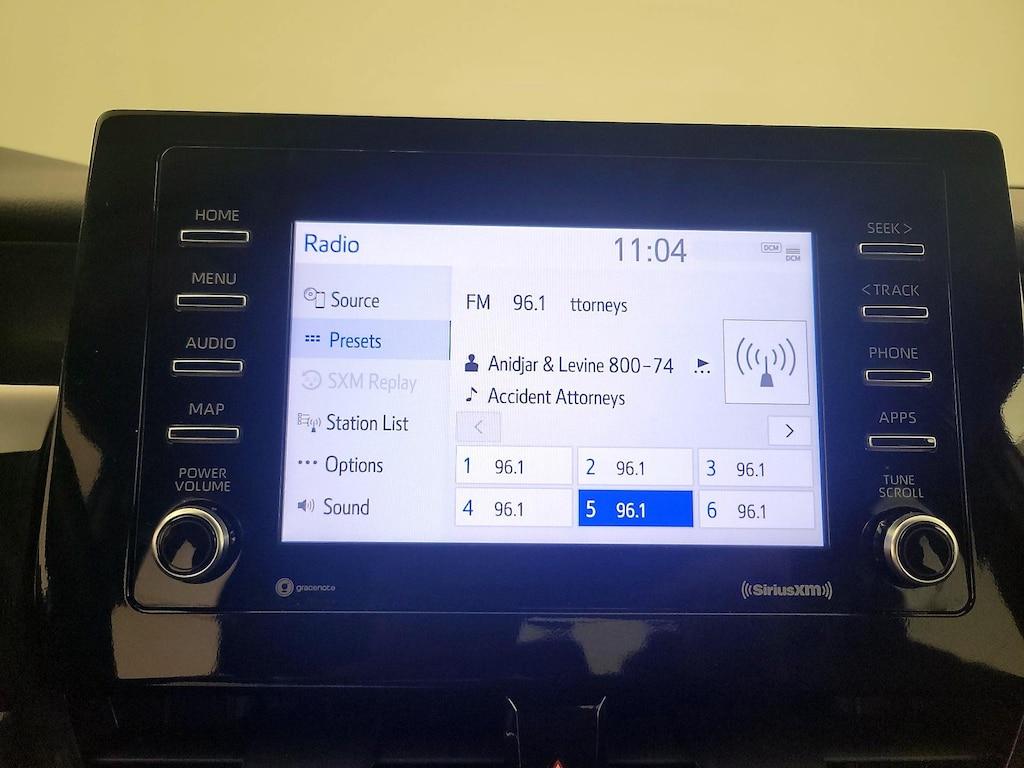 HOME
MENU
AUDIO
MAP
POWER
VOLUME
Radio
11:04
DCM
DCM
Source
Presets
SXM Replay
Station List
Options
Sound
FM 96.1 ttorneys
Anidjar & Levine 800-74
Accident Attorneys
<
>
1 96.1
2 96.1
3 96.1
4 96.1
5 96.1
6 96.1
SEEK >
< TRACK
PHONE
APPS
TUNE
SCROLL
gracenote
((SiriusXM))